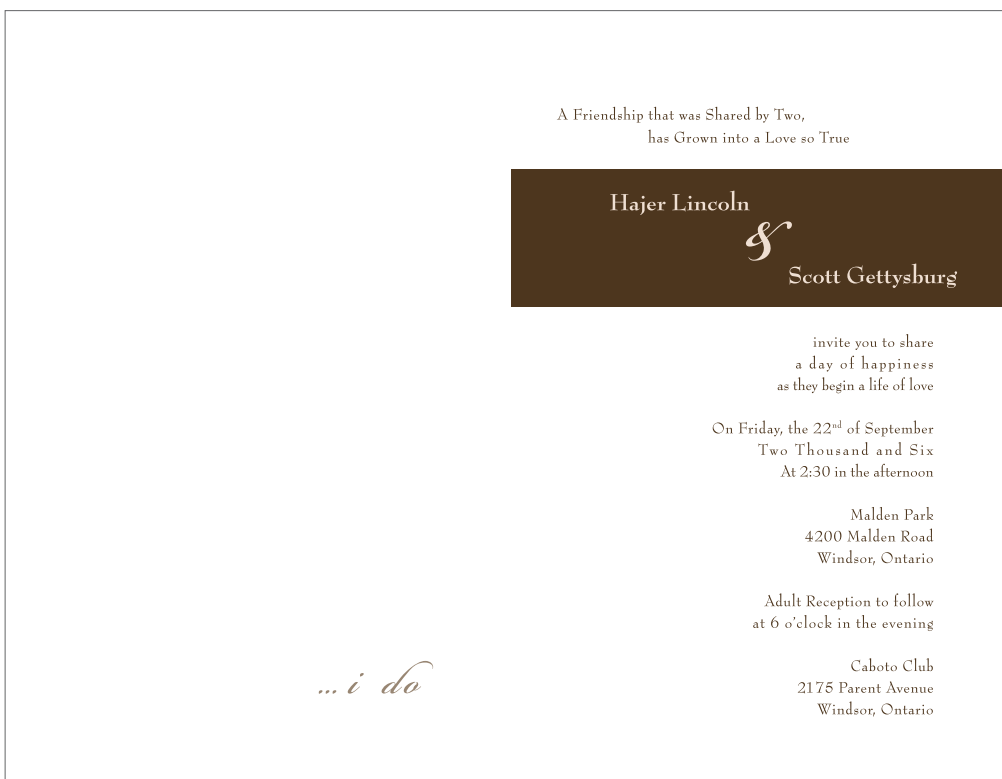 A Friendship that was Shared by Two,
has Grown into a Love so True
Hajer Lincoln
&
Scott Gettysburg
invite you to share
a day of happiness
as they begin a life of love
On Friday, the 22nd of September
Two Thousand and Six
At 2:30 in the afternoon
Malden Park
4200 Malden Road
Windsor, Ontario
Adult Reception to follow
at 6 o'clock in the evening
Caboto Club
2175 Parent Avenue
Windsor, Ontario
... i do